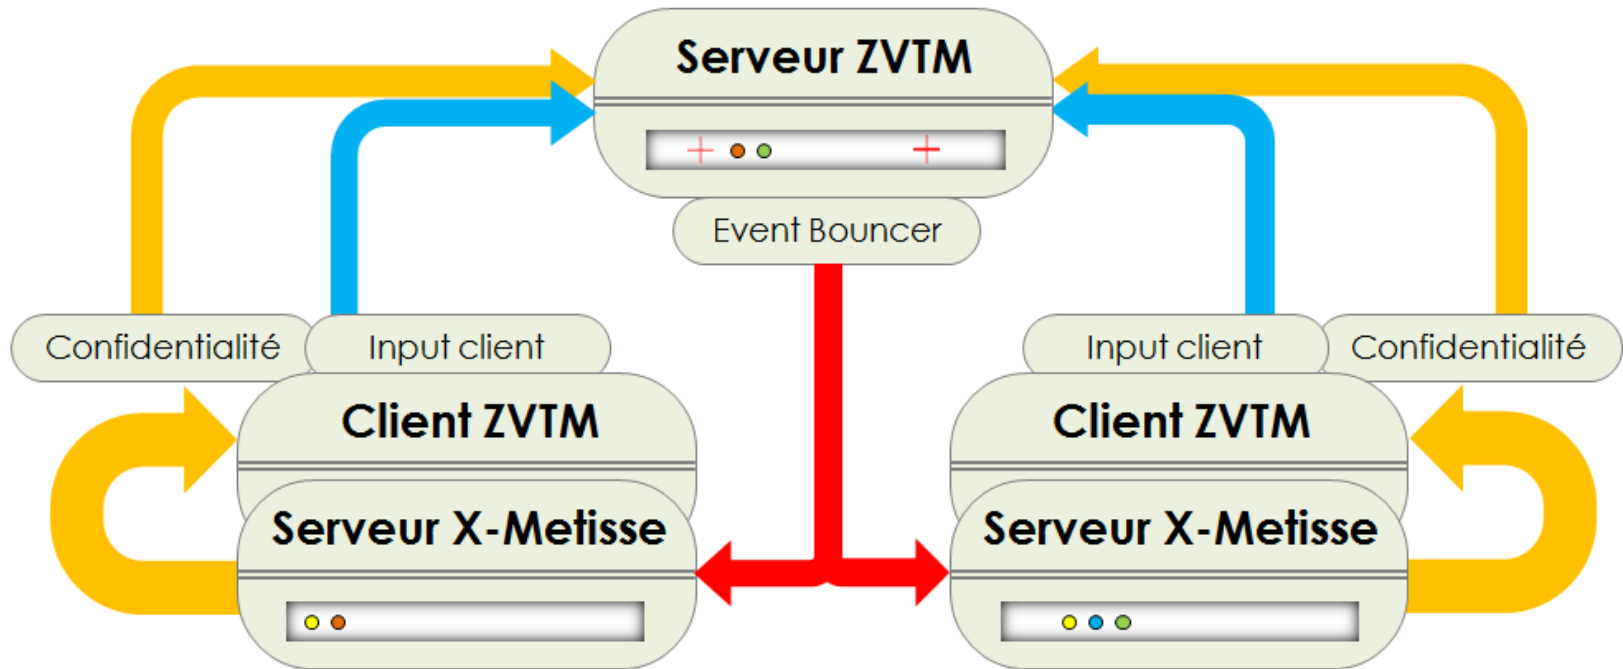 Serveur ZVTM
Event Bouncer
Confidentialité
Input client
Input client
Confidentialité
Client ZVTM
Client ZVTM
Serveur X-Metisse
Serveur X-Metisse